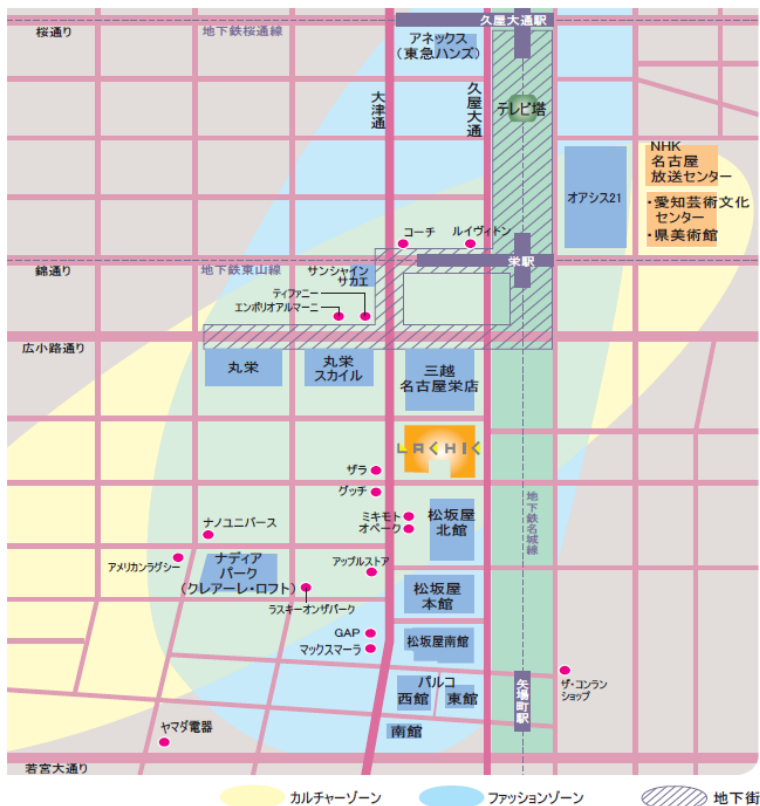 久屋大通駅
桜通り
地下鉄桜通線
アネックス
(東急ハンズ)
大津通
久屋大通
テレビ塔
NHK
名古屋
放送センター
オアシス21
・愛知芸術文化
センター
・県美術館
コーチ
ルイヴィトン
錦通り
地下鉄東山線
サンシャイン
サカエ
栄駅
ティファニー
エンポリオアルマーニ
広小路通り
丸栄
丸栄
スカイル
三越
名古屋栄店
LACHIC
ザラ
グッチ
ミキモト
オベーク
松坂屋
北館
地下鉄名城線
ナノユニバース
アメリカンラグシー
ナディア
パーク
(クレアーレ・ロフト)
アップルストア
ラスキーオンザパーク
松坂屋
本館
GAP
マックスマーラ
松坂屋南館
パルコ
西館
東館
南館
矢場町駅
ザ・コンラン
ショップ
ヤマダ電器
若宮大通り
カルチャーゾーン
ファッションゾーン
地下街